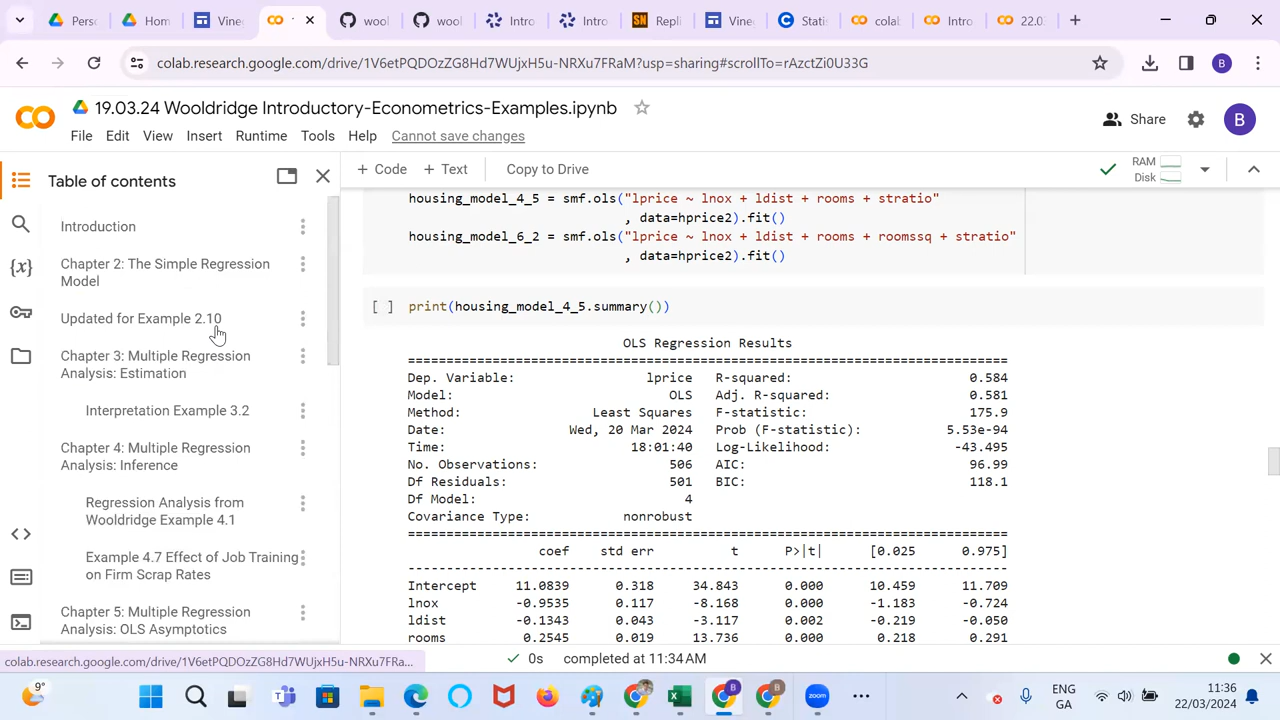 Perso
Home
Vine
wool
wool
Intro
Intro
SN
Repli
Vine
Statis
colab
Intro
22.0
colab.research.google.com/drive/1V6etPQDOzZG8Hd7WUjxH5u-NRXu7FRaM?usp=sharing#scrollTo=rAzctZi0U33G
B
19.03.24 Wooldridge Introductory-Econometrics-Examples.ipynb
File Edit View Insert Runtime Tools Help Cannot save changes
Share
B
+ Code + Text Copy to Drive
RAM
Disk
Table of contents
Introduction
Chapter 2: The Simple Regression
Model
Updated for Example 2.10
Chapter 3: Multiple Regression
Analysis: Estimation
Interpretation Example 3.2
Chapter 4: Multiple Regression
Analysis: Inference
Regression Analysis from
Wooldridge Example 4.1
Example 4.7 Effect of Job Training
on Firm Scrap Rates
Chapter 5: Multiple Regression
Analysis: OLS Asymptotics
housing_model_4_5 = smf.ols("lprice ~ lnox + ldist + rooms + stratio"
, data=hprice2).fit()
housing_model_6_2 = smf.ols("lprice ~ lnox + ldist + rooms + roomssq + stratio"
, data=hprice2).fit()
[ ] print(housing_model_4_5.summary())
OLS Regression Results
==============================================================================
Dep. Variable: lprice R-squared: 0.584
Model: OLS Adj. R-squared: 0.581
Method: Least Squares F-statistic: 175.9
Date: Wed, 20 Mar 2024 Prob (F-statistic): 5.53e-94
Time: 18:01:40 Log-Likelihood: -43.495
No. Observations: 506 AIC: 96.99
Df Residuals: 501 BIC: 118.1
Df Model: 4
Covariance Type: nonrobust
==============================================================================
coef std err t P>|t| [0.025 0.975]
------------------------------------------------------------------------------
Intercept 11.0839 0.318 34.843 0.000 10.459 11.709
lnox -0.9535 0.117 -8.168 0.000 -1.183 -0.724
ldist -0.1343 0.043 -3.117 0.002 -0.219 -0.050
rooms 0.2545 0.019 13.736 0.000 0.218 0.291
colab.research.google.com/drive/1V6etPQDOzZG8Hd7WUjxH5u-NRXu7FRa...
0s completed at 11:34 AM
9°
zoom
ENG
GA
11:36
22/03/2024